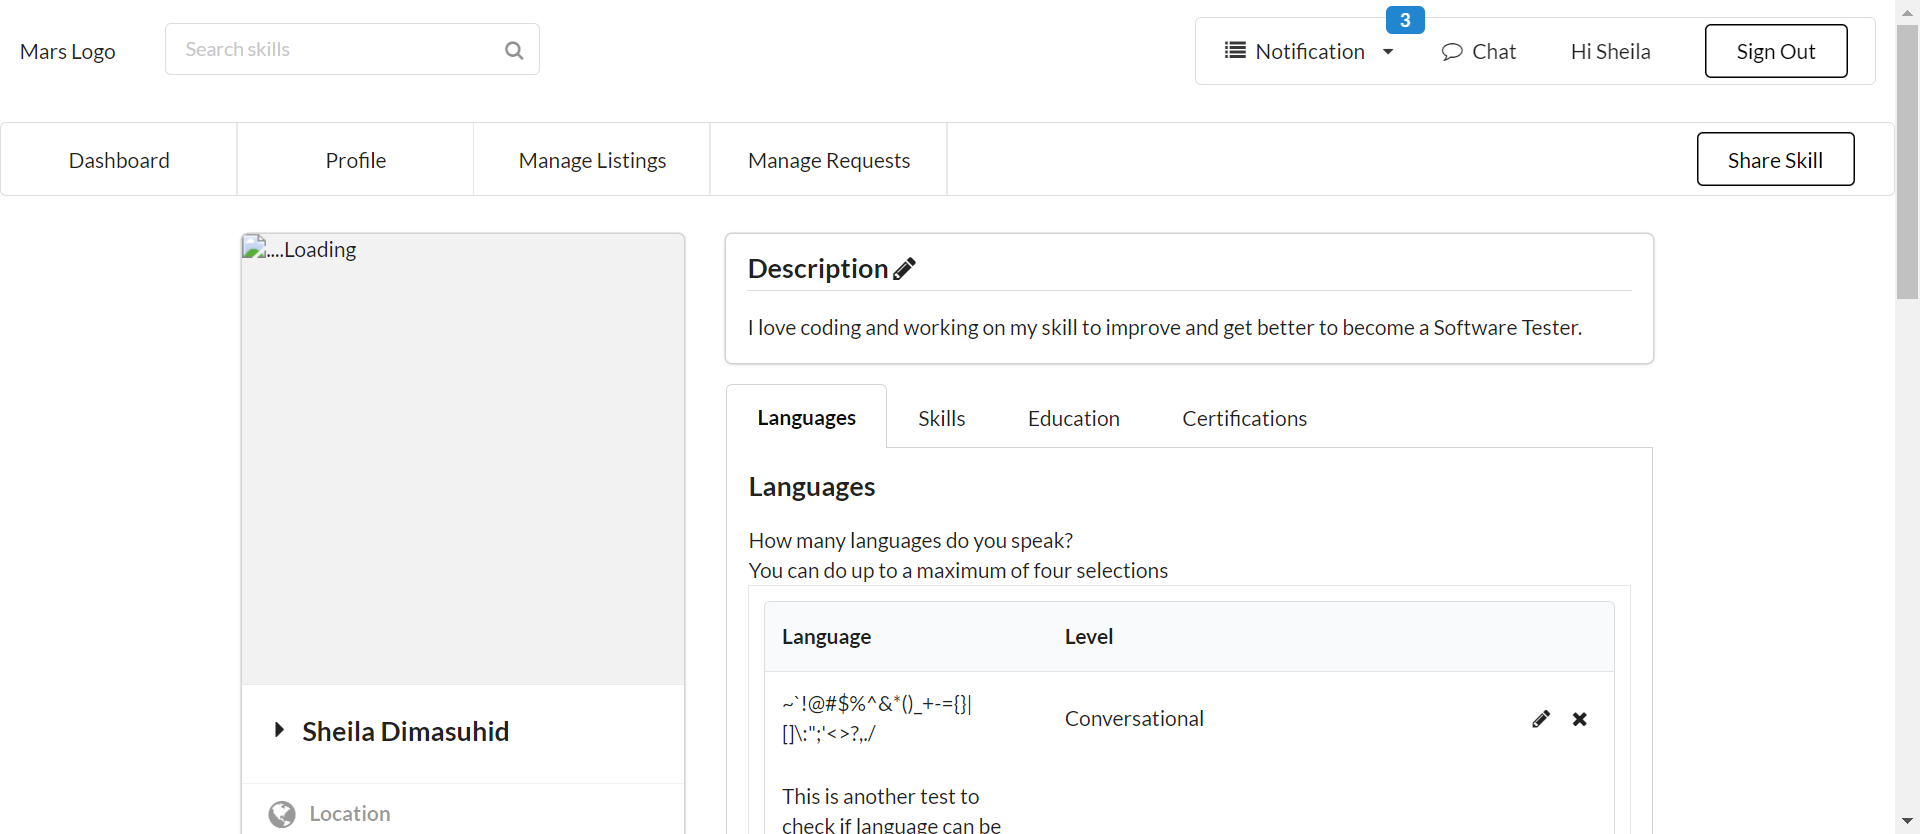 Mars Logo
Search skills
Notification
3
Chat
Hi Sheila
Sign Out
Dashboard
Profile
Manage Listings
Manage Requests
Share Skill
....Loading
Sheila Dimasuhid
Location
Description
I love coding and working on my skill to improve and get better to become a Software Tester.
Languages
Skills
Education
Certifications
Languages
How many languages do you speak?
You can do up to a maximum of four selections
Language
Level
~`!@#$%^&*()_+-={}|
[]\:";'<>?,./
Conversational
This is another test to
check if language can be